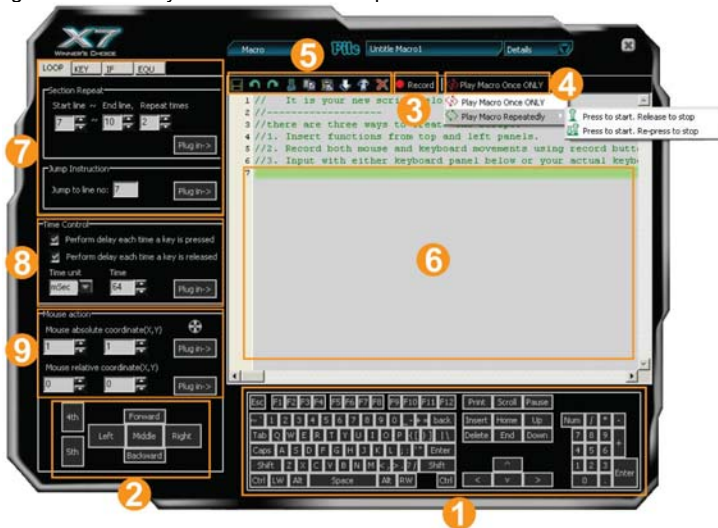 X7
WINNER'S CHOICE
Macro
File
Untitle Macro1
Details
LOOP KEY IF EQU
5
Record
Play Macro Once ONLY
4
3
Play Macro Once ONLY
Play Macro Repeatedly
Press to start. Release to stop
Press to start. Re-press to stop
Section Repeat
Start line ~ End line, Repeat times
7 ~ 10 2
Plug in->
Jump Instruction
Jump to line no: 7
Plug in->
7
1 // It is your new scri
2 //----------------
3 //there are three ways to
4 //1. Insert functions from top and left panels.
5 //2. Record both mouse and keyboard movements using record butt
6 //3. Input with either keyboard panel below or your actual keyb
7
6
Time Control
Perform delay each time a key is pressed
Perform delay each time a key is released
Time unit Time
mSec 64
Plug in->
8
Mouse action
Mouse absolute coordinate(X,Y)
1 1
Plug in->
Mouse relative coordinate(X,Y)
0 0
Plug in->
9
4th
5th
Forward
Left Middle Right
Backward
2
Esc F1 F2 F3 F4 F5 F6 F7 F8 F9 F10 F11 F12 Print Scroll Pause
~` 1 2 3 4 5 6 7 8 9 0 _- += back Insert Home Up Num / * -
Tab Q W E R T Y U I O P {[ }] |\ Delete End Down 7 8 9 +
Caps A S D F G H J K L ;: '" Enter 4 5 6
Shift Z X C V B N M <, >. ?/ Shift ^ 1 2 3 Enter
Ctrl LW Alt Space Alt RW Ctrl < v > 0 .
1